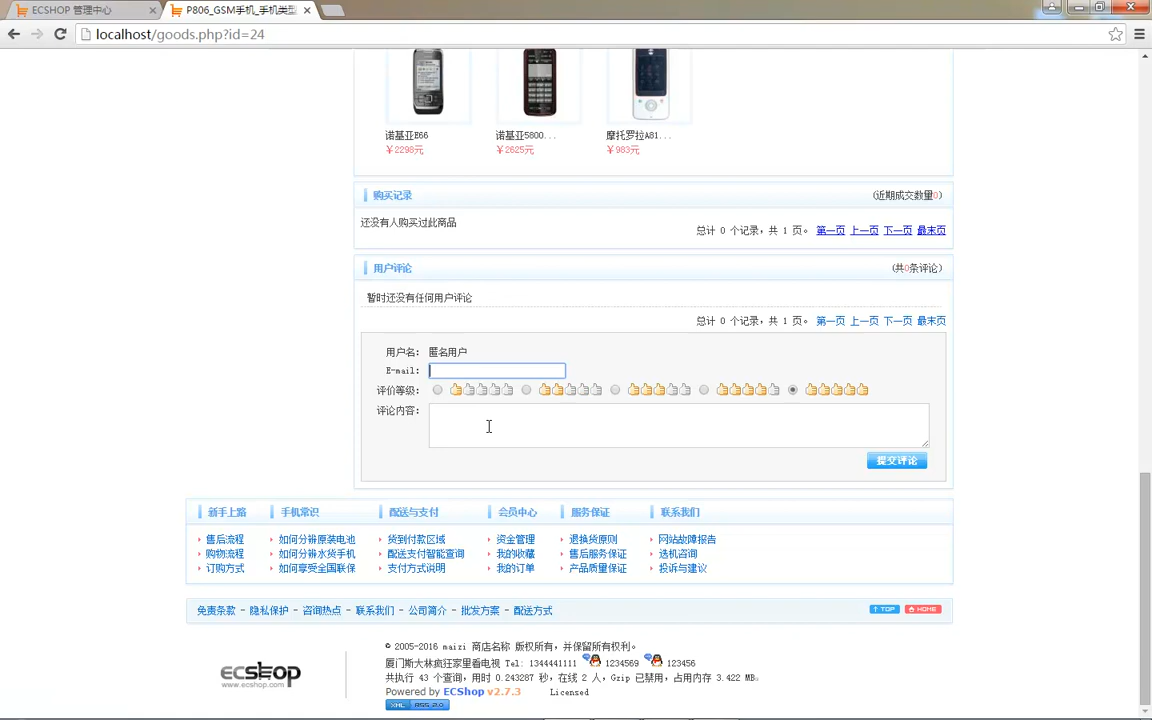 ECSHOP 管理中心
P806_GSM手机_手机类型
localhost/goods.php?id=24
诺基亚E66
诺基亚5800...
摩托罗拉A81...
￥2298元
￥2625元
￥983元
购买记录
(近期成交数量0)
还没有人购买过此商品
总计 0 个记录，共 1 页。 第一页 上一页 下一页 最末页
用户评论
(共0条评论)
暂时还没有任何用户评论
总计 0 个记录，共 1 页。 第一页 上一页 下一页 最末页
用户名： 匿名用户
E-mail:
评价等级：
评论内容：
提交评论
新手上路 手机常识 配送与支付 会员中心 服务保证 联系我们
售后流程 如何分辨原装电池 货到付款区域 资金管理 退换货原则 网站故障报告
购物流程 如何分辨水货手机 配送支付智能查询 我的收藏 售后服务保证 选机咨询
订购方式 如何享受全国联保 支付方式说明 我的订单 产品质量保证 投诉与建议
免责条款 - 隐私保护 - 咨询热点 - 联系我们 - 公司简介 - 批发方案 - 配送方式
TOP HOME
© 2005-2016 maizi 商店名称 版权所有，并保留所有权利。
厦门斯大林疯狂家里看电视 Tel: 1344441111 1234569 123456
共执行 43 个查询，用时 0.243287 秒，在线 2 人，Gzip 已禁用，占用内存 3.422 MB。
Powered by ECShop v2.7.3 Licensed
ECSHOP
www.ecshop.com
XML RSS 2.0